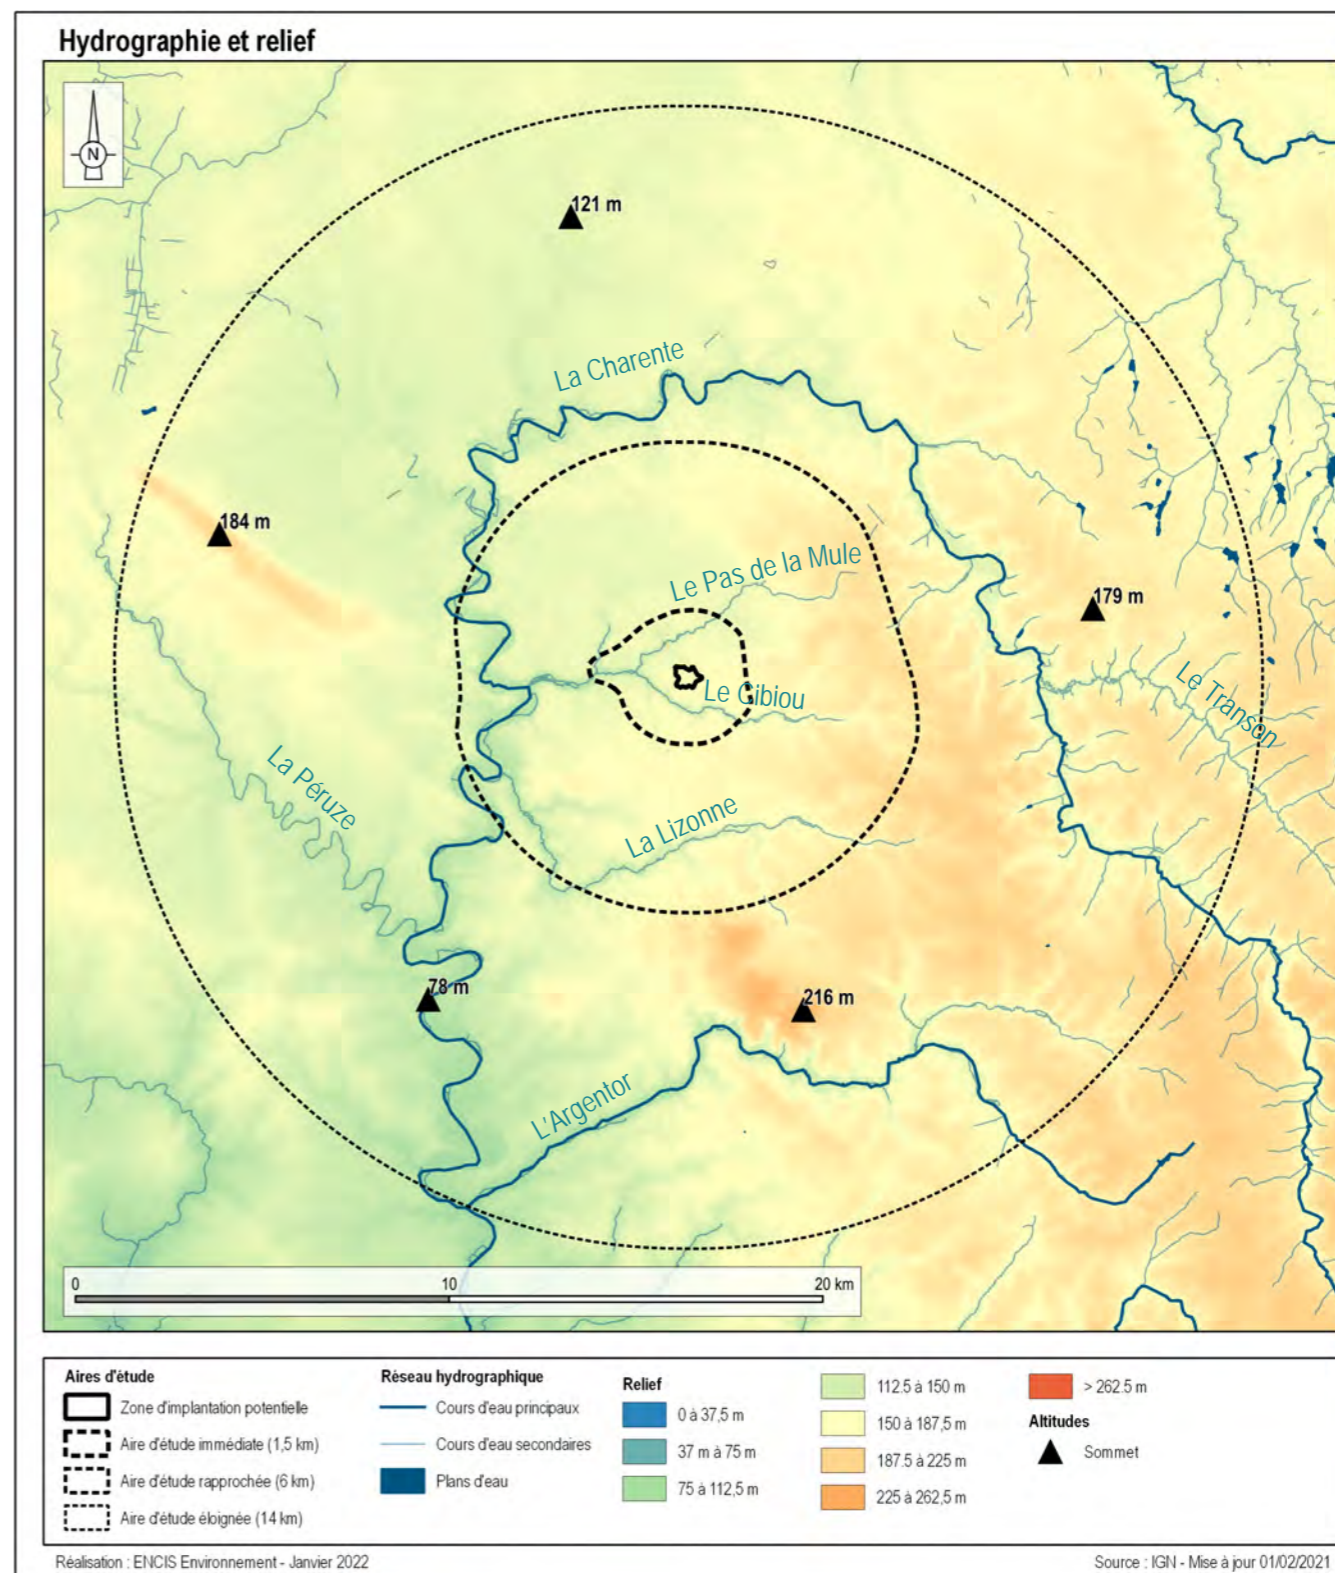 Hydrographie et relief
N
121 m
La Charente
184 m
Le Pas de la Mule
179 m
Le Cibiou
Le Transon
La Péruze
La Lizonne
78 m
216 m
L'Argentor
0 10 20 km
Aires d'étude
Zone d'implantation potentielle
Aire d'étude immédiate (1,5 km)
Aire d'étude rapprochée (6 km)
Aire d'étude éloignée (14 km)
Réseau hydrographique
Cours d'eau principaux
Cours d'eau secondaires
Plans d'eau
Relief
0 à 37,5 m
37 m à 75 m
75 à 112,5 m
112.5 à 150 m
150 à 187,5 m
187.5 à 225 m
225 à 262,5 m
> 262.5 m
Altitudes
Sommet
Réalisation : ENCIS Environnement - Janvier 2022
Source : IGN - Mise à jour 01/02/2021